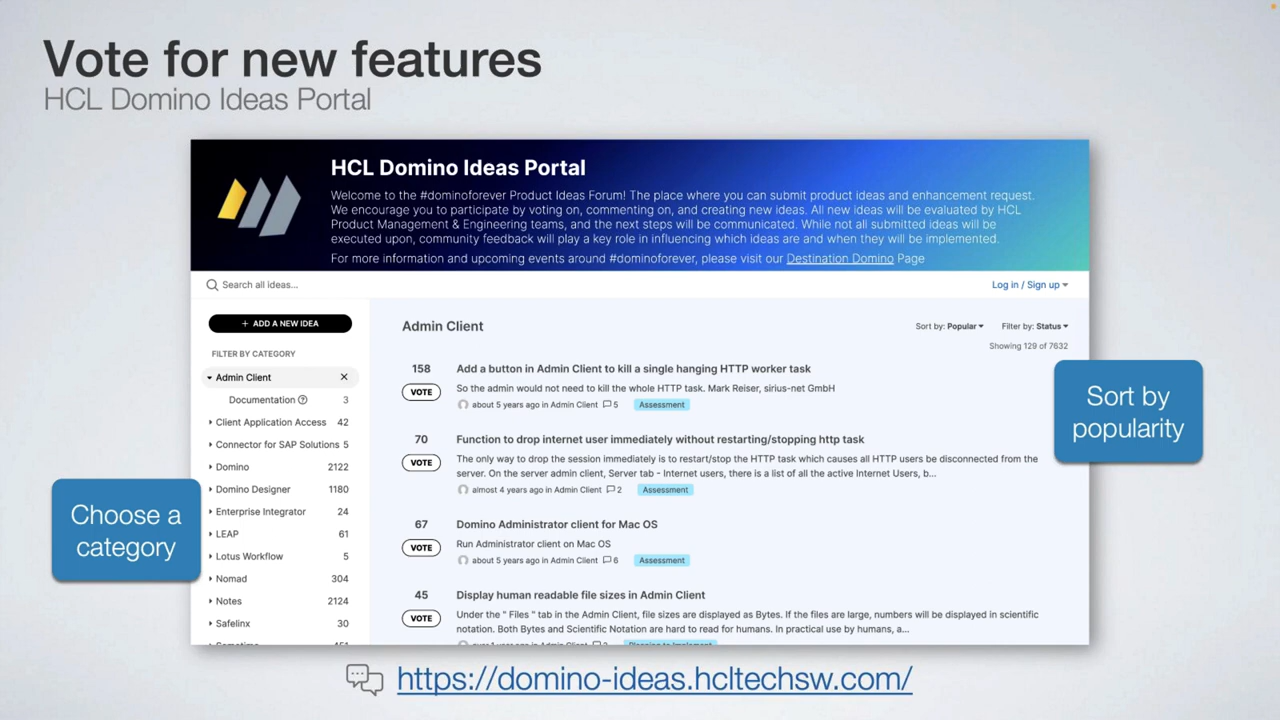 Vote for new features
HCL Domino Ideas Portal
HCL Domino Ideas Portal
Welcome to the #dominoforever Product Ideas Forum! The place where you can submit product ideas and enhancement request.
We encourage you to participate by voting on, commenting on, and creating new ideas. All new ideas will be evaluated by HCL
Product Management & Engineering teams, and the next steps will be communicated. While not all submitted ideas will be
executed upon, community feedback will play a key role in influencing which ideas are and when they will be implemented.
For more information and upcoming events around #dominoforever, please visit our Destination Domino Page
Search all ideas...
Log in / Sign up
+ ADD A NEW IDEA
FILTER BY CATEGORY
Admin Client
Documentation 3
Client Application Access 42
Connector for SAP Solutions 5
Domino 2122
Domino Designer 1180
Enterprise Integrator 24
LEAP 61
Lotus Workflow 5
Nomad 304
Notes 2124
Safelinx 30
Choose a
category
Admin Client
Sort by: Popular
Filter by: Status
Showing 129 of 7632
158
VOTE
Add a button in Admin Client to kill a single hanging HTTP worker task
So the admin would not need to kill the whole HTTP task. Mark Reiser, sirius-net GmbH
about 5 years ago in Admin Client 5 Assessment
70
VOTE
Function to drop internet user immediately without restarting/stopping http task
The only way to drop the session immediately is to restart/stop the HTTP task which causes all HTTP users be disconnected from the
server. On the server admin client, Server tab - Internet users, there is a list of all the active Internet Users, b...
almost 4 years ago in Admin Client 2 Assessment
67
VOTE
Domino Administrator client for Mac OS
Run Administrator client on Mac OS
about 5 years ago in Admin Client 6 Assessment
45
VOTE
Display human readable file sizes in Admin Client
Under the " Files " tab in the Admin Client, file sizes are displayed as Bytes. If the files are large, numbers will be displayed in scientific
notation. Both Bytes and Scientific Notation are hard to read for humans. In practical use by humans, a...
Sort by
popularity
https://domino-ideas.hcltechsw.com/